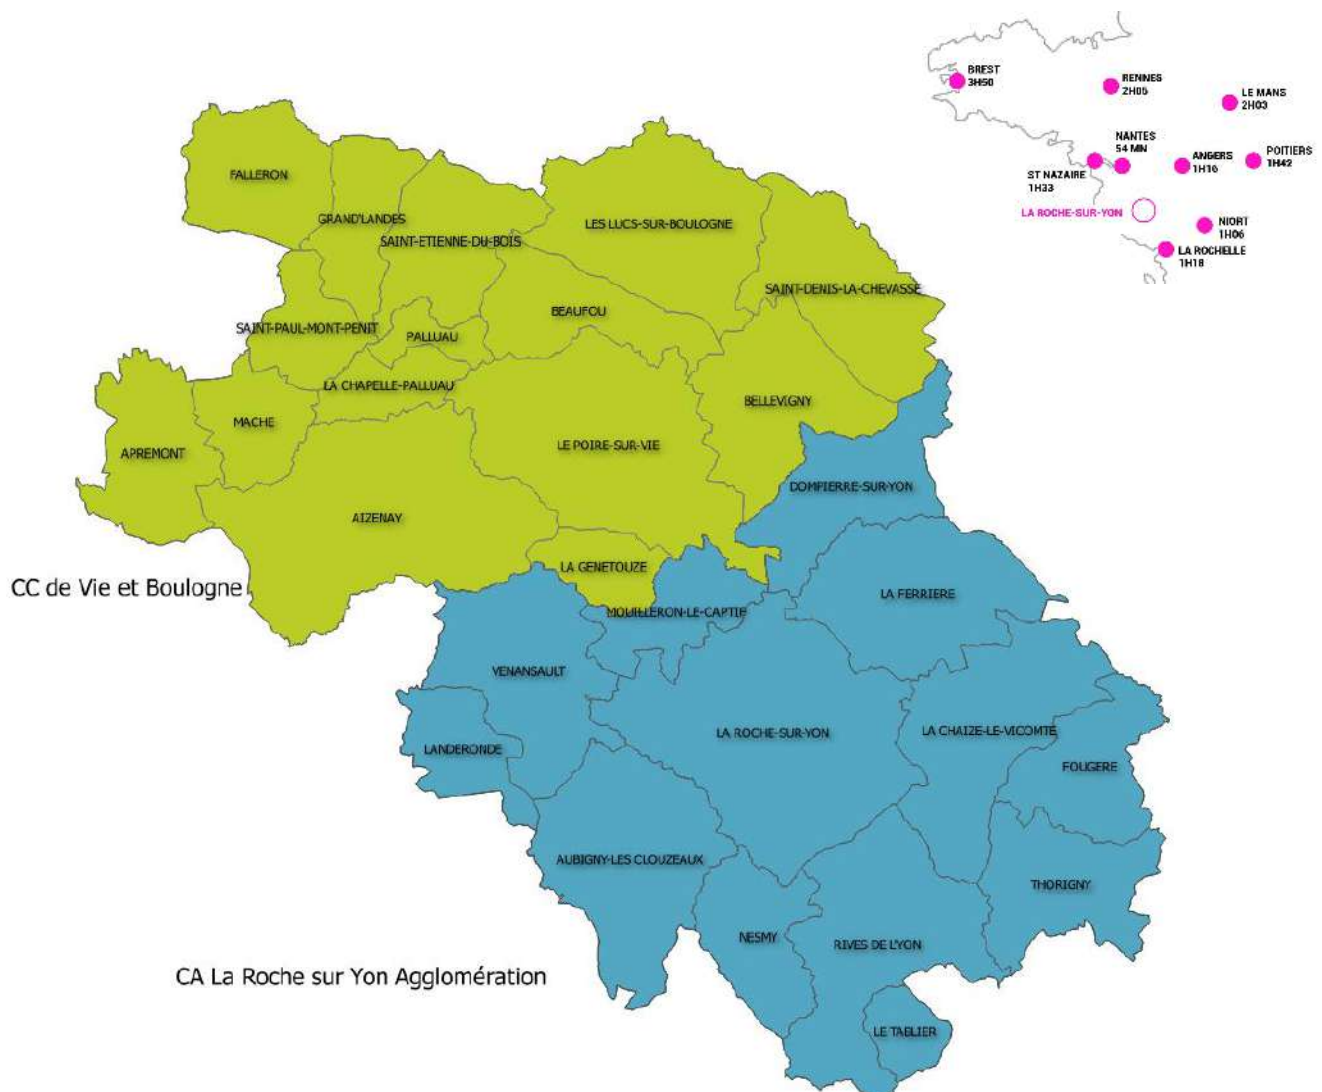 BREST
3H50
RENNES
2H05
LE MANS
2H03
NANTES
54 MN
ANGERS
1H16
POITIERS
1H42
ST NAZAIRE
1H33
LA ROCHE-SUR-YON
NIORT
1H06
LA ROCHELLE
1H18
FALLERON
GRAND'LANDES
SAINT-ETIENNE-DU-BOIS
LES LUCS-SUR-BOULOGNE
SAINT-DENIS-LA-CHEVASSE
BEAUFOU
SAINT-PAUL-MONT-PENIT
PALLUAU
LA CHAPELLE-PALLUAU
BELLEVIGNY
MACHE
APREMONT
LE POIRE-SUR-VIE
DOMPIERRE-SUR-YON
AIZENAY
LA GENETOUZE
CC de Vie et Boulogne
MOUILLERON-LE-CAPTIF
LA FERRIERE
VENANSAULT
LA ROCHE-SUR-YON
LA CHAIZE-LE-VICOMTE
LANDERONDE
FOUGERE
AUBIGNY-LES CLOUZEAUX
THORIGNY
NESMY
RIVES DE L'YON
CA La Roche sur Yon Agglomération
LE TABLIER